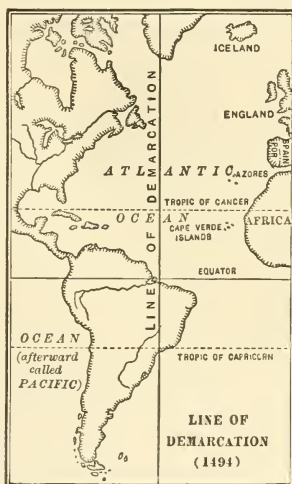 ICELAND
ENGLAND
SPAIN
POR.
LINE OF DEMARCATION
ATLANTIC
AZORES
TROPIC OF CANCER
OCEAN
AFRICA
CAPE VERDE
ISLANDS
EQUATOR
OCEAN
(afterward
called
PACIFIC)
TROPIC OF CAPRICORN
LINE OF
DEMARCATION
(1494)